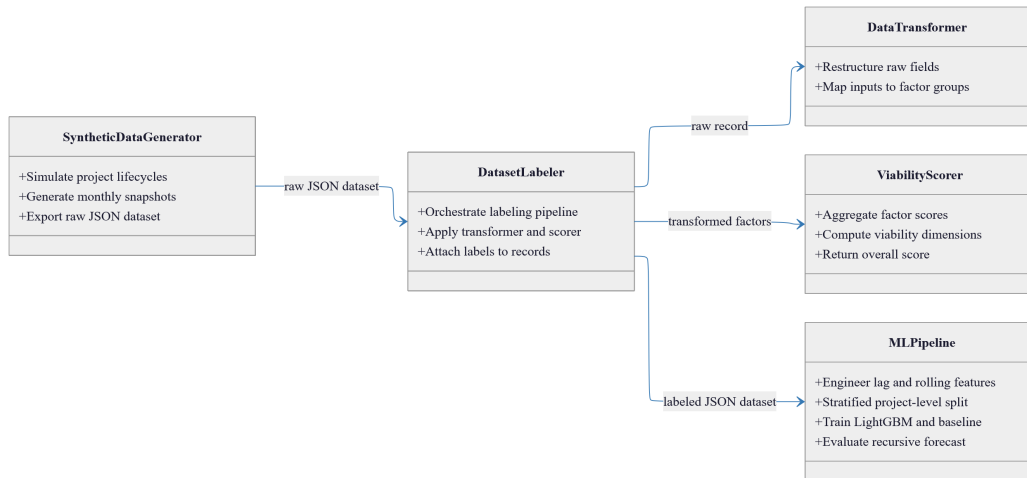 SyntheticDataGenerator
+Simulate project lifecycles
+Generate monthly snapshots
+Export raw JSON dataset
raw JSON dataset
DatasetLabeler
+Orchestrate labeling pipeline
+Apply transformer and scorer
+Attach labels to records
raw record
transformed factors
labeled JSON dataset
DataTransformer
+Restructure raw fields
+Map inputs to factor groups
ViabilityScorer
+Aggregate factor scores
+Compute viability dimensions
+Return overall score
MLPipeline
+Engineer lag and rolling features
+Stratified project-level split
+Train LightGBM and baseline
+Evaluate recursive forecast